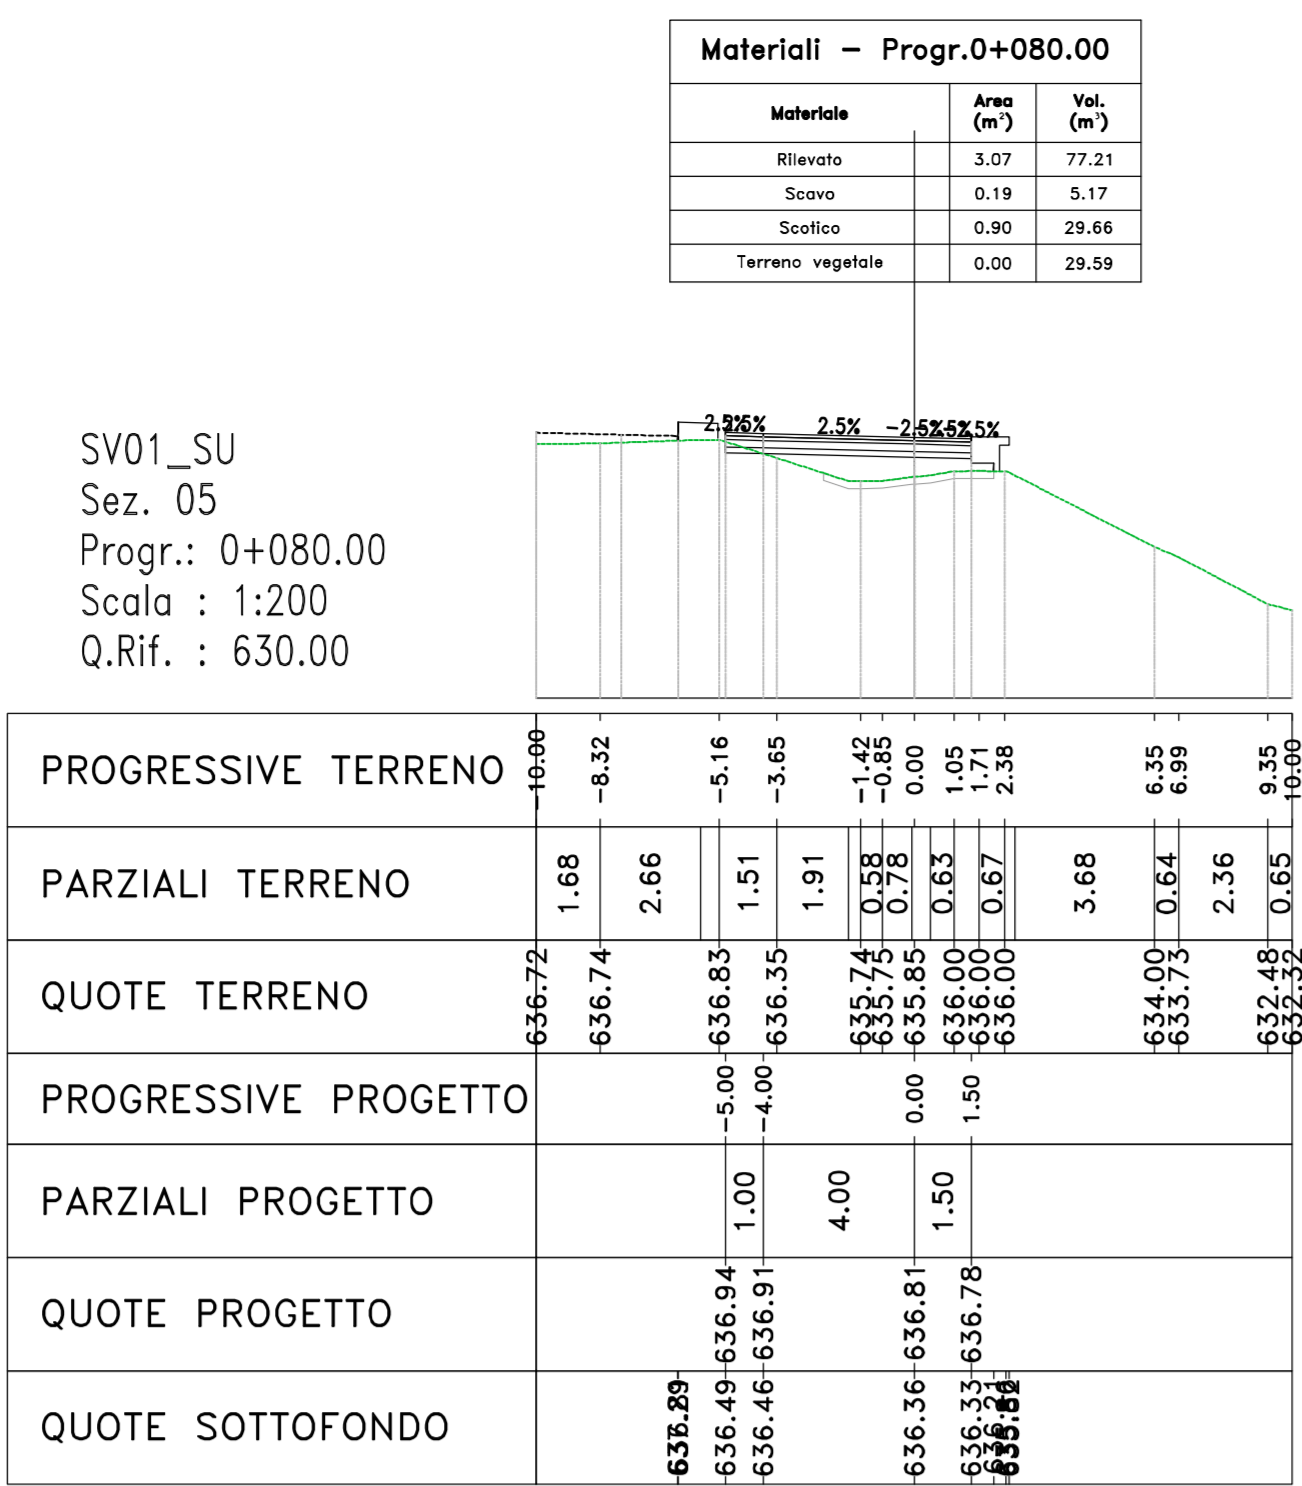 Materiali – Progr.0+080.00
Materiale Area (m²) Vol. (m³)
Rilevato 3.07 77.21
Scavo 0.19 5.17
Scotico 0.90 29.66
Terreno vegetale 0.00 29.59
2.5% 2.5% -2.5% 2.5%
SV01_SU
Sez. 05
Progr.: 0+080.00
Scala : 1:200
Q.Rif. : 630.00
PROGRESSIVE TERRENO -10.00 -8.32 -5.16 -3.65 -1.42 -0.85 0.00 1.05 1.71 2.38 6.35 6.99 9.35 10.00
PARZIALI TERRENO 1.68 2.66 1.51 1.91 0.58 0.78 0.63 0.67 3.68 0.64 2.36 0.65
QUOTE TERRENO 636.72 636.74 636.83 636.35 635.74 635.75 635.85 636.00 636.00 636.00 634.00 633.73 632.48 632.32
PROGRESSIVE PROGETTO -5.00 -4.00 0.00 1.50
PARZIALI PROGETTO 1.00 4.00 1.50
QUOTE PROGETTO 636.94 636.91 636.81 636.78
QUOTE SOTTOFONDO 636.49 636.46 636.36 636.33 636.21